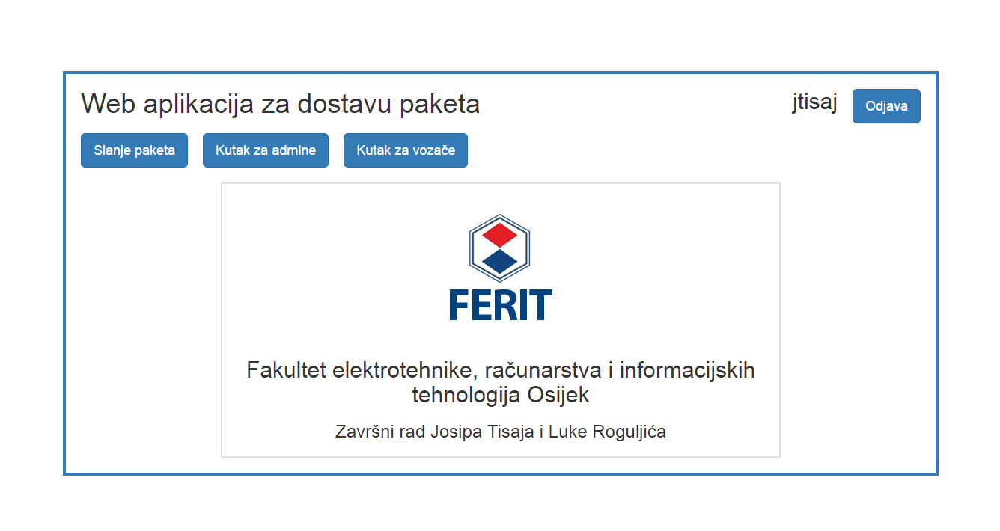 Web aplikacija za dostavu paketa
jtisaj
Odjava
Slanje paketa
Kutak za admine
Kutak za vozače
FERIT
Fakultet elektrotehnike, računarstva i informacijskih
tehnologija Osijek
Završni rad Josipa Tisaja i Luke Roguljića